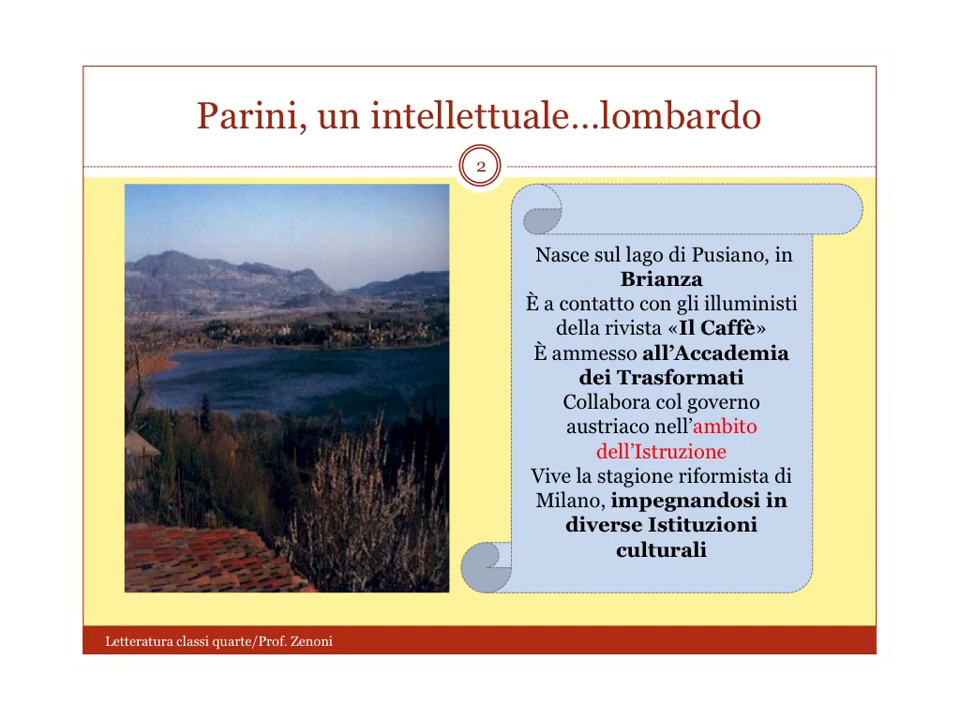 Parini, un intellettuale…lombardo
2
Nasce sul lago di Pusiano, in
Brianza
È a contatto con gli illuministi
della rivista «Il Caffè»
È ammesso all’Accademia
dei Trasformati
Collabora col governo
austriaco nell’ambito
dell’Istruzione
Vive la stagione riformista di
Milano, impegnandosi in
diverse Istituzioni
culturali
Letteratura classi quarte/Prof. Zenoni